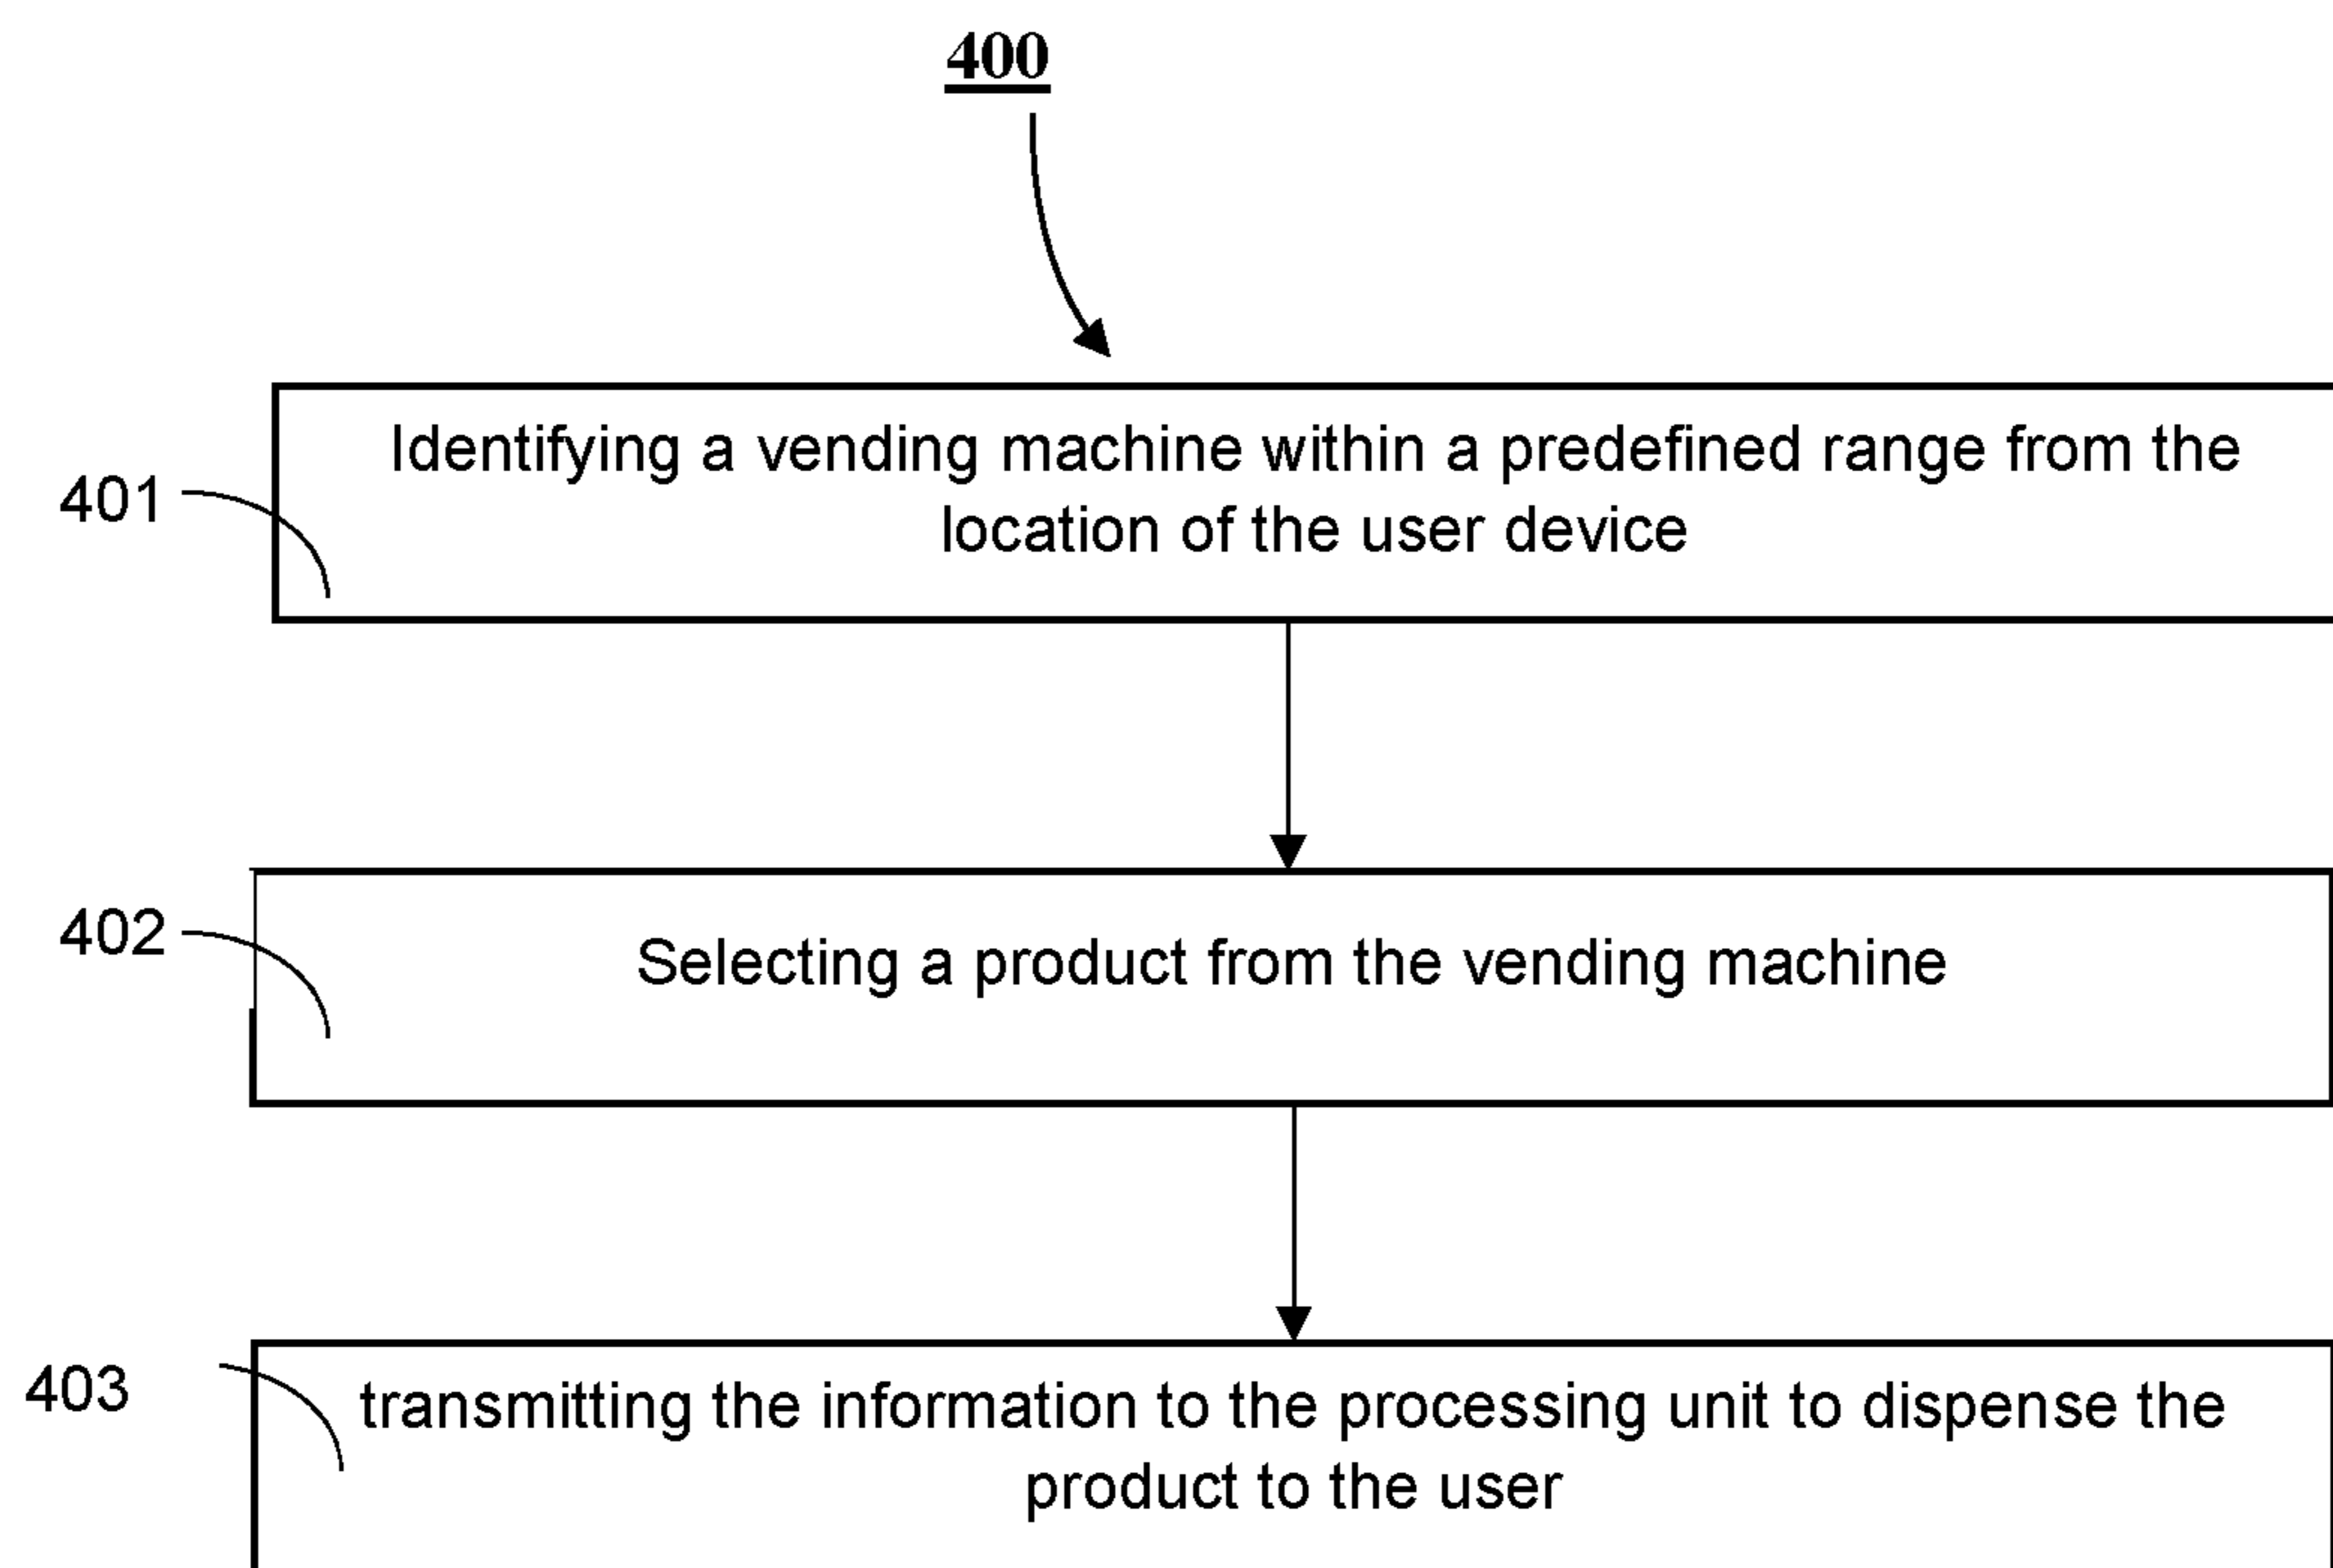 400
401
Identifying a vending machine within a predefined range from the
location of the user device
402
Selecting a product from the vending machine
403
transmitting the information to the processing unit to dispense the
product to the user